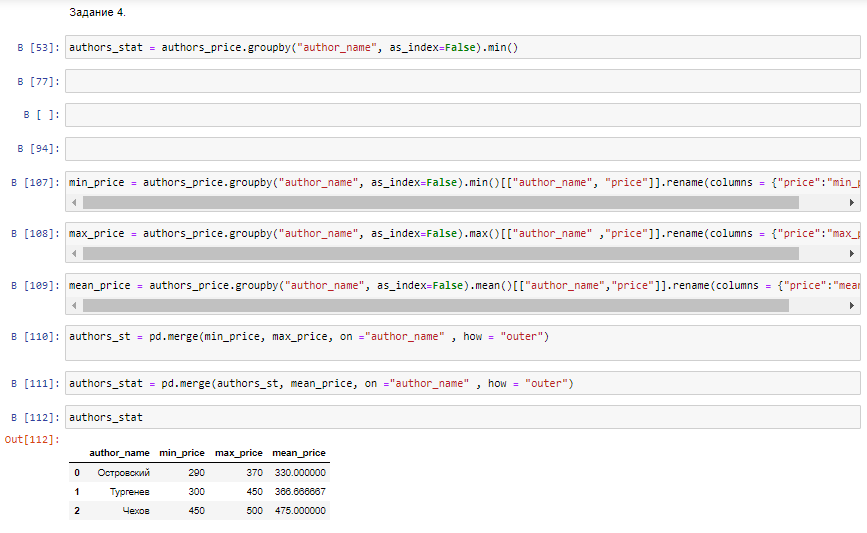 Задание 4.
В [53]: authors_stat = authors_price.groupby("author_name", as_index=False).min()
В [77]:
В [ ]:
В [94]:
В [107]: min_price = authors_price.groupby("author_name", as_index=False).min()[["author_name", "price"]].rename(columns = {"price":"min_p
В [108]: max_price = authors_price.groupby("author_name", as_index=False).max()[["author_name" ,"price"]].rename(columns = {"price":"max_p
В [109]: mean_price = authors_price.groupby("author_name", as_index=False).mean()[["author_name","price"]].rename(columns = {"price":"mean
В [110]: authors_st = pd.merge(min_price, max_price, on ="author_name" , how = "outer")
В [111]: authors_stat = pd.merge(authors_st, mean_price, on ="author_name" , how = "outer")
В [112]: authors_stat
Out[112]:
author_name min_price max_price mean_price
0 Островский 290 370 330.000000
1 Тургенев 300 450 366.666667
2 Чехов 450 500 475.000000